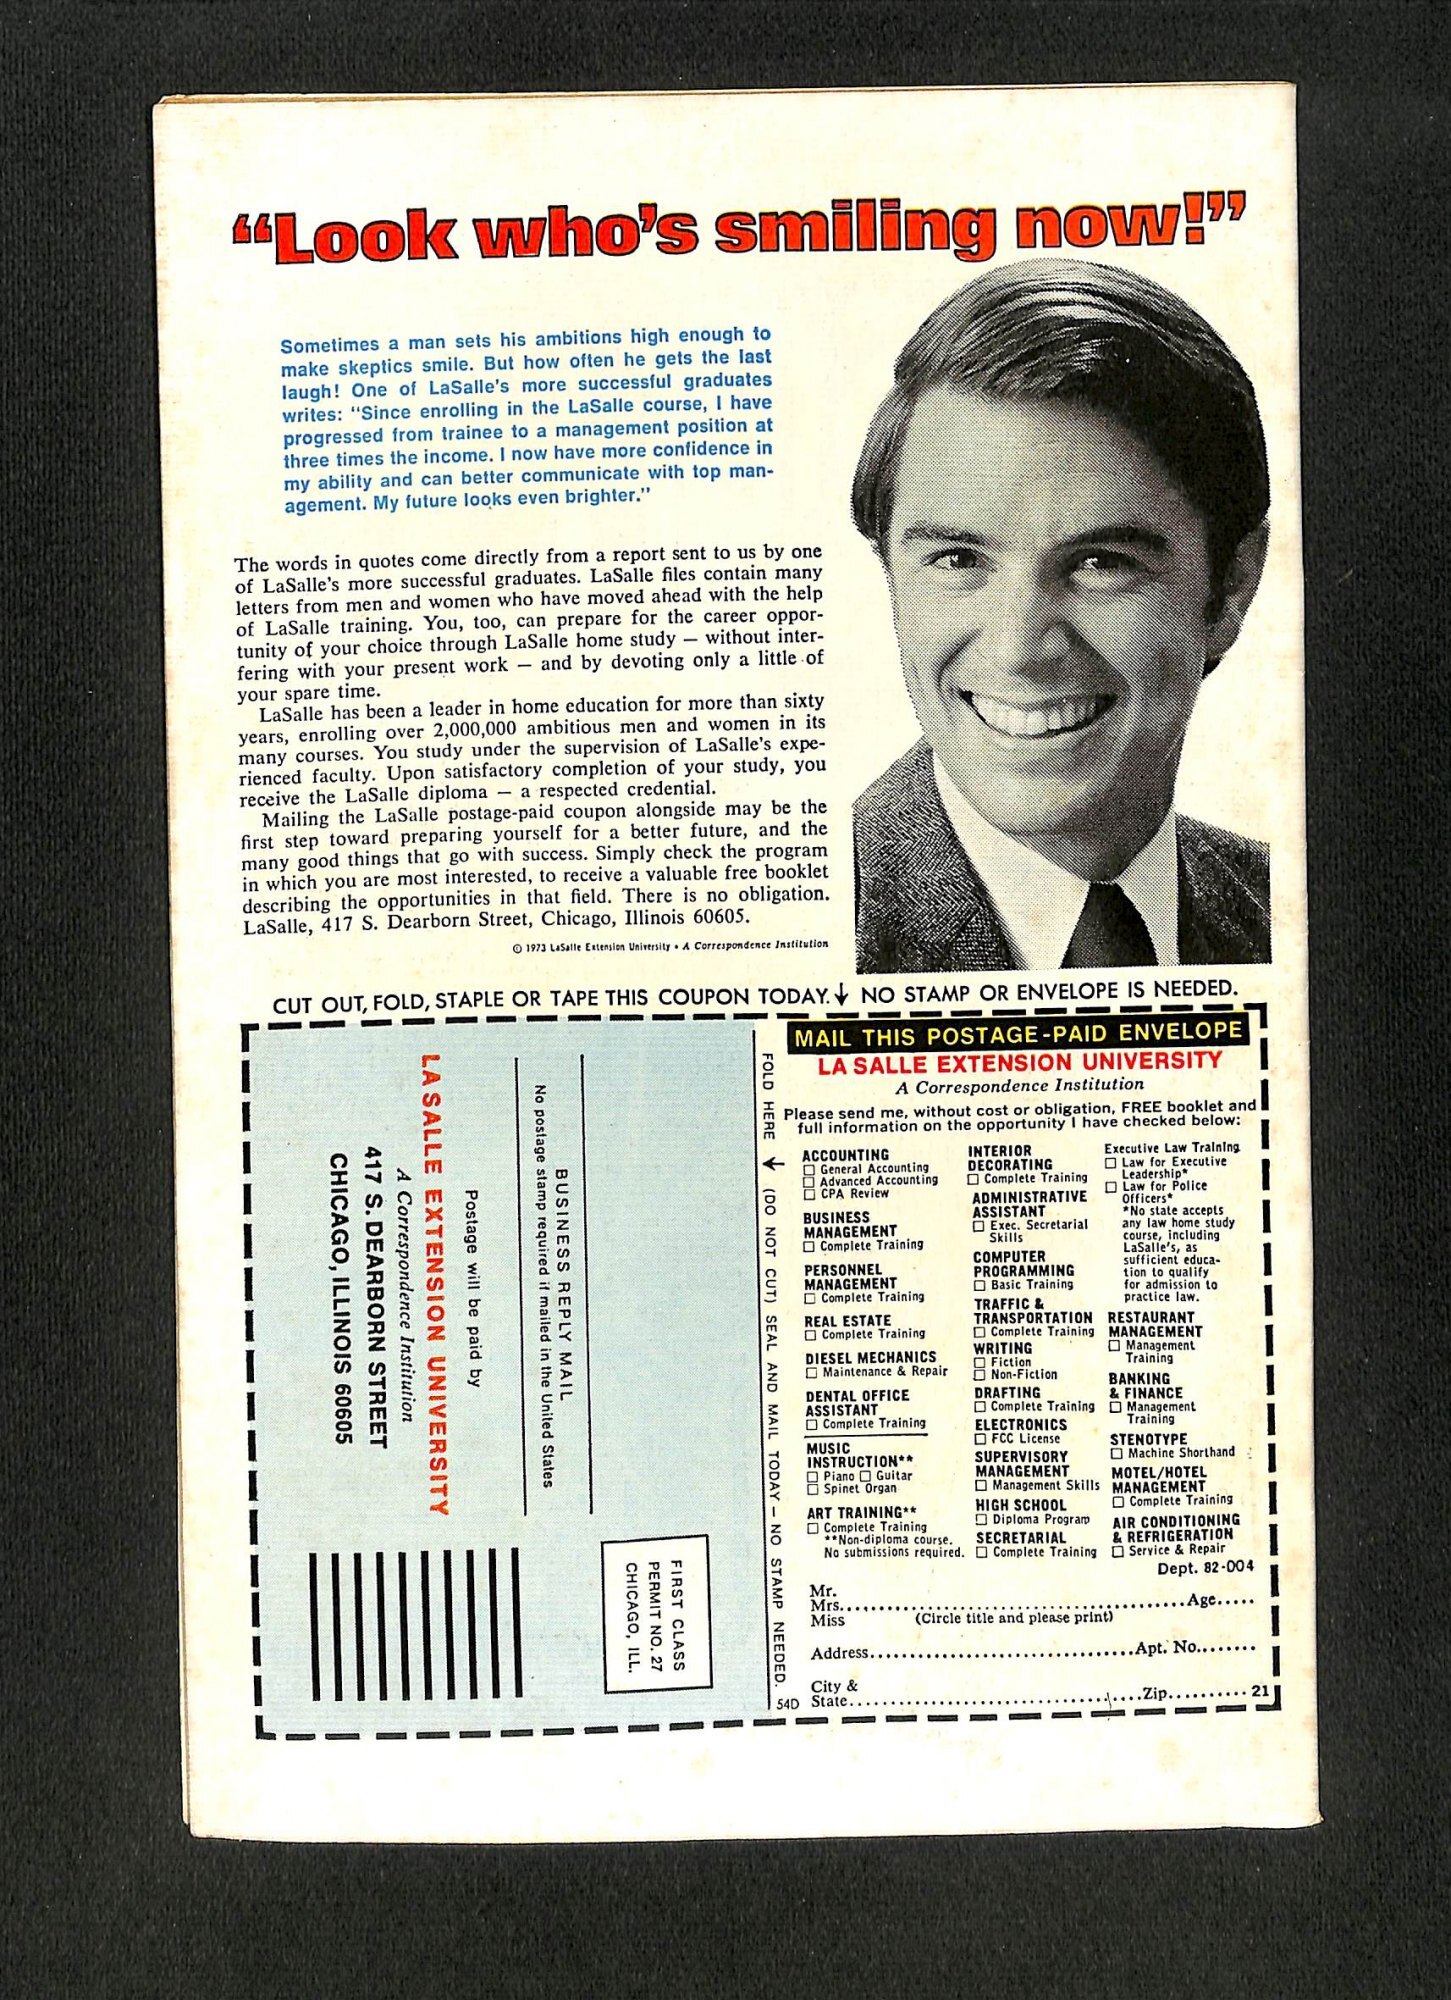 “Look who’s smiling now!”
Sometimes a man sets his ambitions high enough to
make skeptics smile. But how often he gets the last
laugh! One of LaSalle's more successful graduates
writes: "Since enrolling in the LaSalle course, I have
progressed from trainee to a management position at
three times the income. I now have more confidence in
my ability and can better communicate with top man-
agement. My future looks even brighter."
The words in quotes come directly from a report sent to us by one
of LaSalle's more successful graduates. LaSalle files contain many
letters from men and women who have moved ahead with the help
of LaSalle training. You, too, can prepare for the career oppor-
tunity of your choice through LaSalle home study — without inter-
fering with your present work — and by devoting only a little of
your spare time.
LaSalle has been a leader in home education for more than sixty
years, enrolling over 2,000,000 ambitious men and women in its
many courses. You study under the supervision of LaSalle's expe-
rienced faculty. Upon satisfactory completion of your study, you
receive the LaSalle diploma — a respected credential.
Mailing the LaSalle postage-paid coupon alongside may be the
first step toward preparing yourself for a better future, and the
many good things that go with success. Simply check the program
in which you are most interested, to receive a valuable free booklet
describing the opportunities in that field. There is no obligation.
LaSalle, 417 S. Dearborn Street, Chicago, Illinois 60605.
© 1973 LaSalle Extension University • A Correspondence Institution
CUT OUT, FOLD, STAPLE OR TAPE THIS COUPON TODAY.↓ NO STAMP OR ENVELOPE IS NEEDED.
FIRST CLASS
PERMIT NO. 27
CHICAGO, ILL.
BUSINESS REPLY MAIL
No postage stamp required if mailed in the United States
Postage will be paid by
LA SALLE EXTENSION UNIVERSITY
A Correspondence Institution
417 S. DEARBORN STREET
CHICAGO, ILLINOIS 60605
FOLD HERE ↓ (DO NOT CUT) SEAL AND MAIL TODAY — NO STAMP NEEDED.
54D
MAIL THIS POSTAGE-PAID ENVELOPE
LA SALLE EXTENSION UNIVERSITY
A Correspondence Institution
Please send me, without cost or obligation, FREE booklet and
full information on the opportunity I have checked below:
ACCOUNTING
☐ General Accounting
☐ Advanced Accounting
☐ CPA Review
BUSINESS
MANAGEMENT
☐ Complete Training
PERSONNEL
MANAGEMENT
☐ Complete Training
REAL ESTATE
☐ Complete Training
DIESEL MECHANICS
☐ Maintenance & Repair
DENTAL OFFICE
ASSISTANT
☐ Complete Training
MUSIC
INSTRUCTION**
☐ Piano ☐ Guitar
☐ Spinet Organ
ART TRAINING**
☐ Complete Training
**Non-diploma course.
No submissions required.
INTERIOR
DECORATING
☐ Complete Training
ADMINISTRATIVE
ASSISTANT
☐ Exec. Secretarial
Skills
COMPUTER
PROGRAMMING
☐ Basic Training
TRAFFIC &
TRANSPORTATION
☐ Complete Training
WRITING
☐ Fiction
☐ Non-Fiction
DRAFTING
☐ Complete Training
ELECTRONICS
☐ FCC License
SUPERVISORY
MANAGEMENT
☐ Management Skills
HIGH SCHOOL
☐ Diploma Program
SECRETARIAL
☐ Complete Training
Executive Law Training
☐ Law for Executive
Leadership*
☐ Law for Police
Officers*
*No state accepts
any law home study
course, including
LaSalle's, as
sufficient educa-
tion to qualify
for admission to
practice law.
RESTAURANT
MANAGEMENT
☐ Management
Training
BANKING
& FINANCE
☐ Management
Training
STENOTYPE
☐ Machine Shorthand
MOTEL/HOTEL
MANAGEMENT
☐ Complete Training
AIR CONDITIONING
& REFRIGERATION
☐ Service & Repair
Dept. 82-004
Mr.
Mrs.................................................Age.....
Miss (Circle title and please print)
Address.....................................Apt. No........
City &
State........................................Zip.......... 21